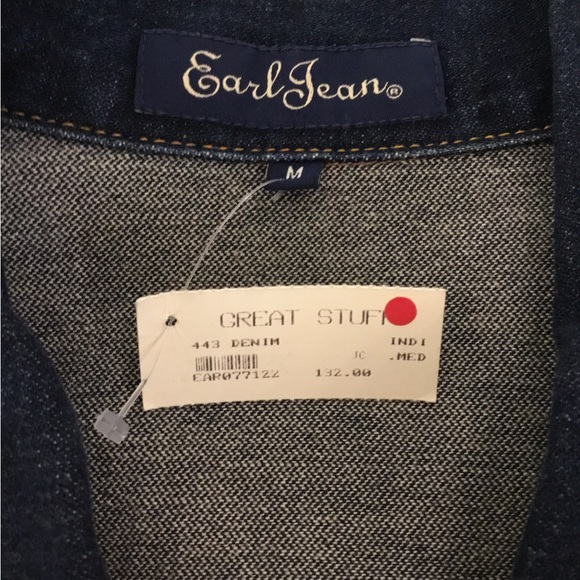 Earl Jean®
M
GREAT STUFF
443 DENIM INDI
JC .MED
EAR077122 132.00